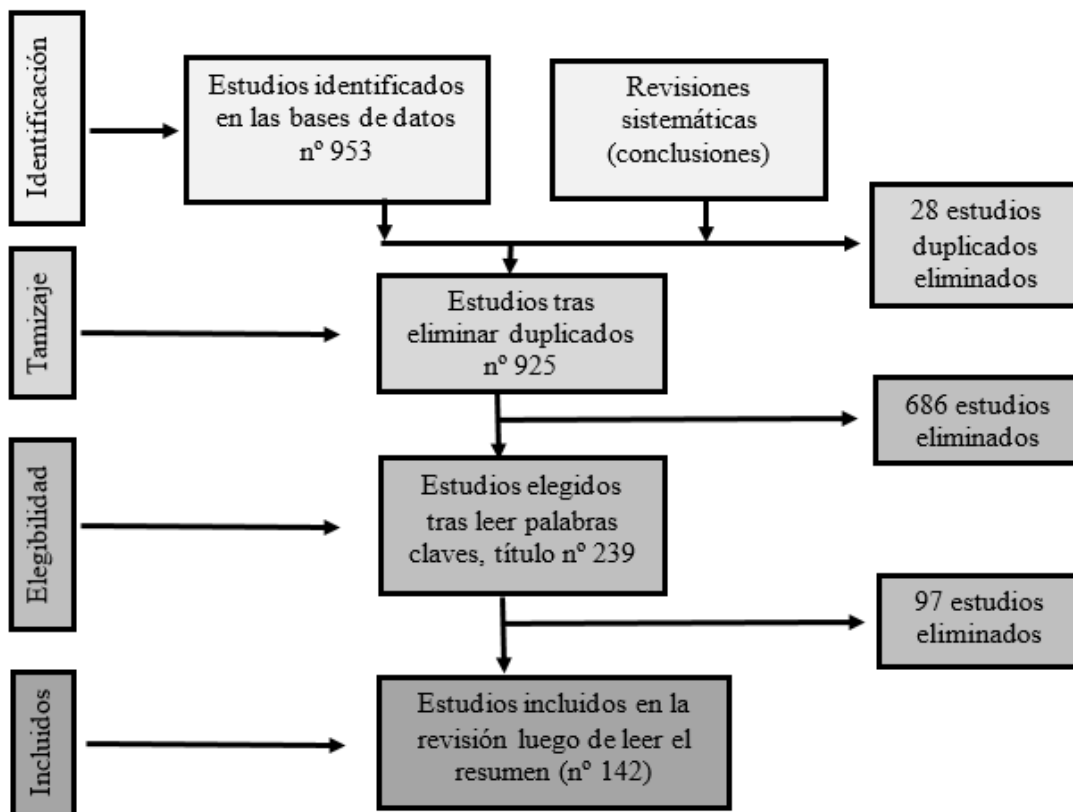 Identificación
Estudios identificados
en las bases de datos
nº 953
Revisiones
sistemáticas
(conclusiones)
28 estudios
duplicados
eliminados
Tamizaje
Estudios tras
eliminar duplicados
nº 925
686 estudios
eliminados
Elegibilidad
Estudios elegidos
tras leer palabras
claves, título nº 239
97 estudios
eliminados
Incluidos
Estudios incluidos en la
revisión luego de leer el
resumen (nº 142)